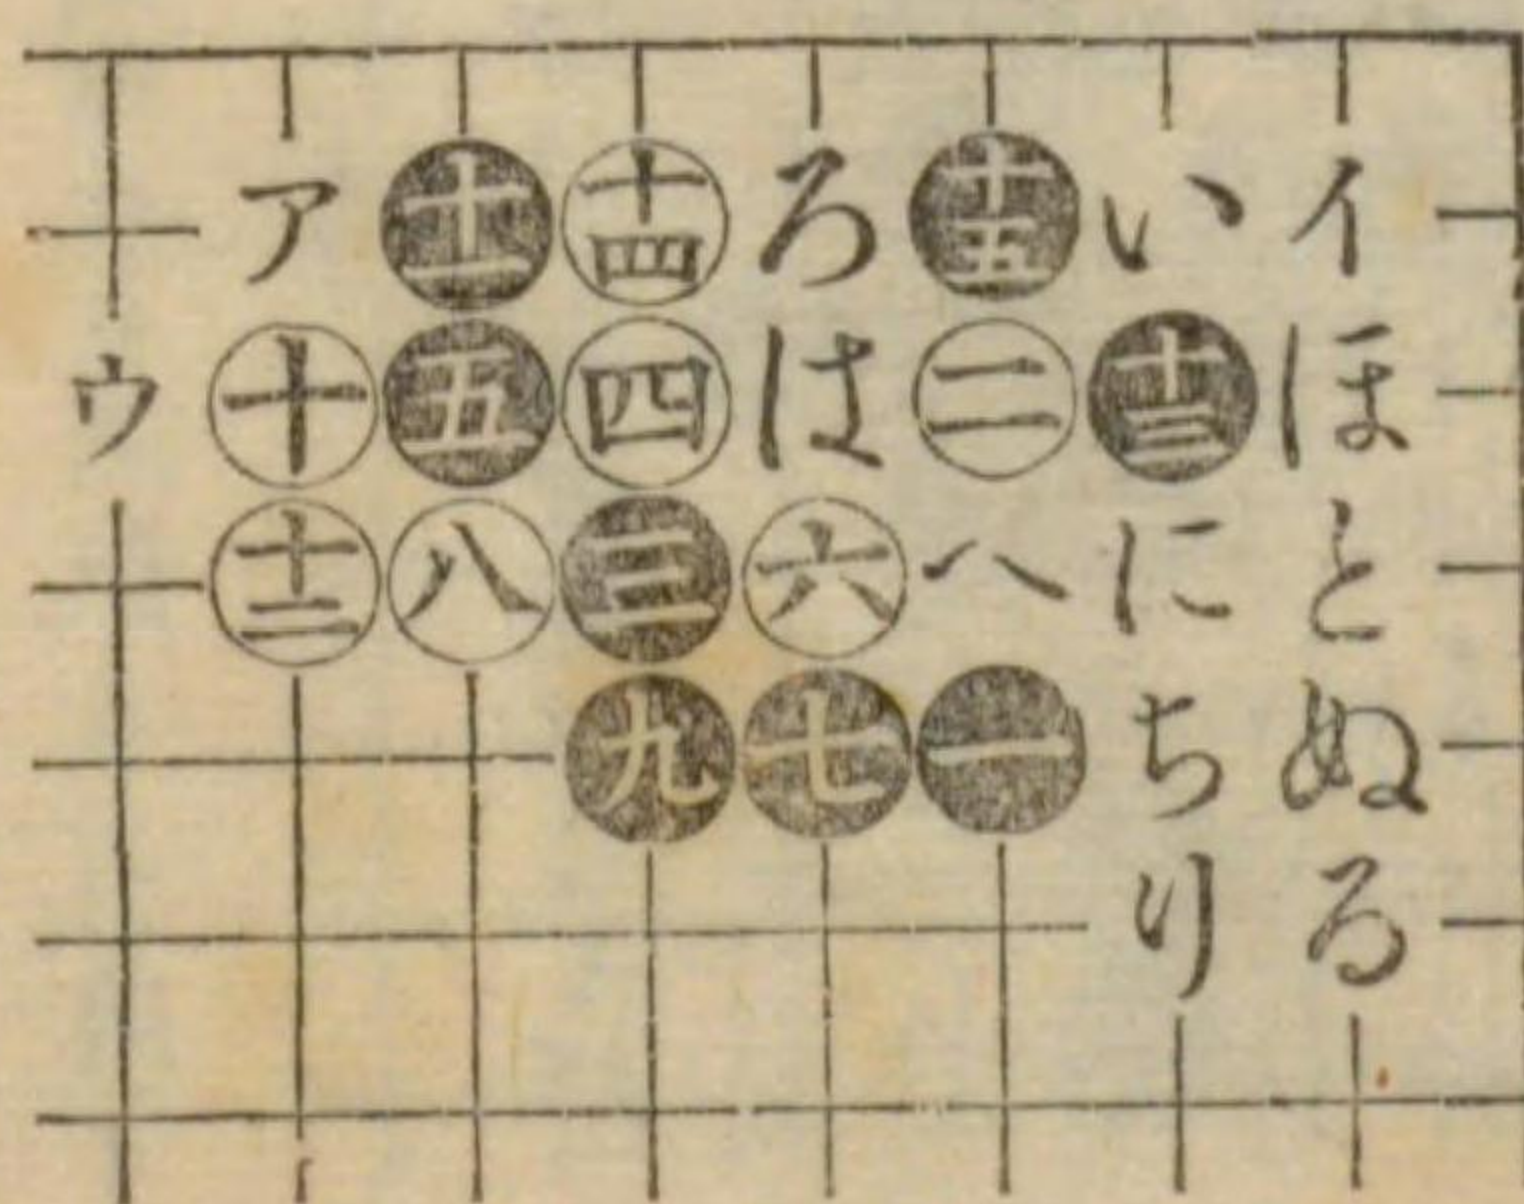 ア 十一 十四 ろ 十五 い イ
ウ 十 五 四 は 二 十三 ほ
十二 八 三 六 へ に と
九 七 一 ち ぬ
り る